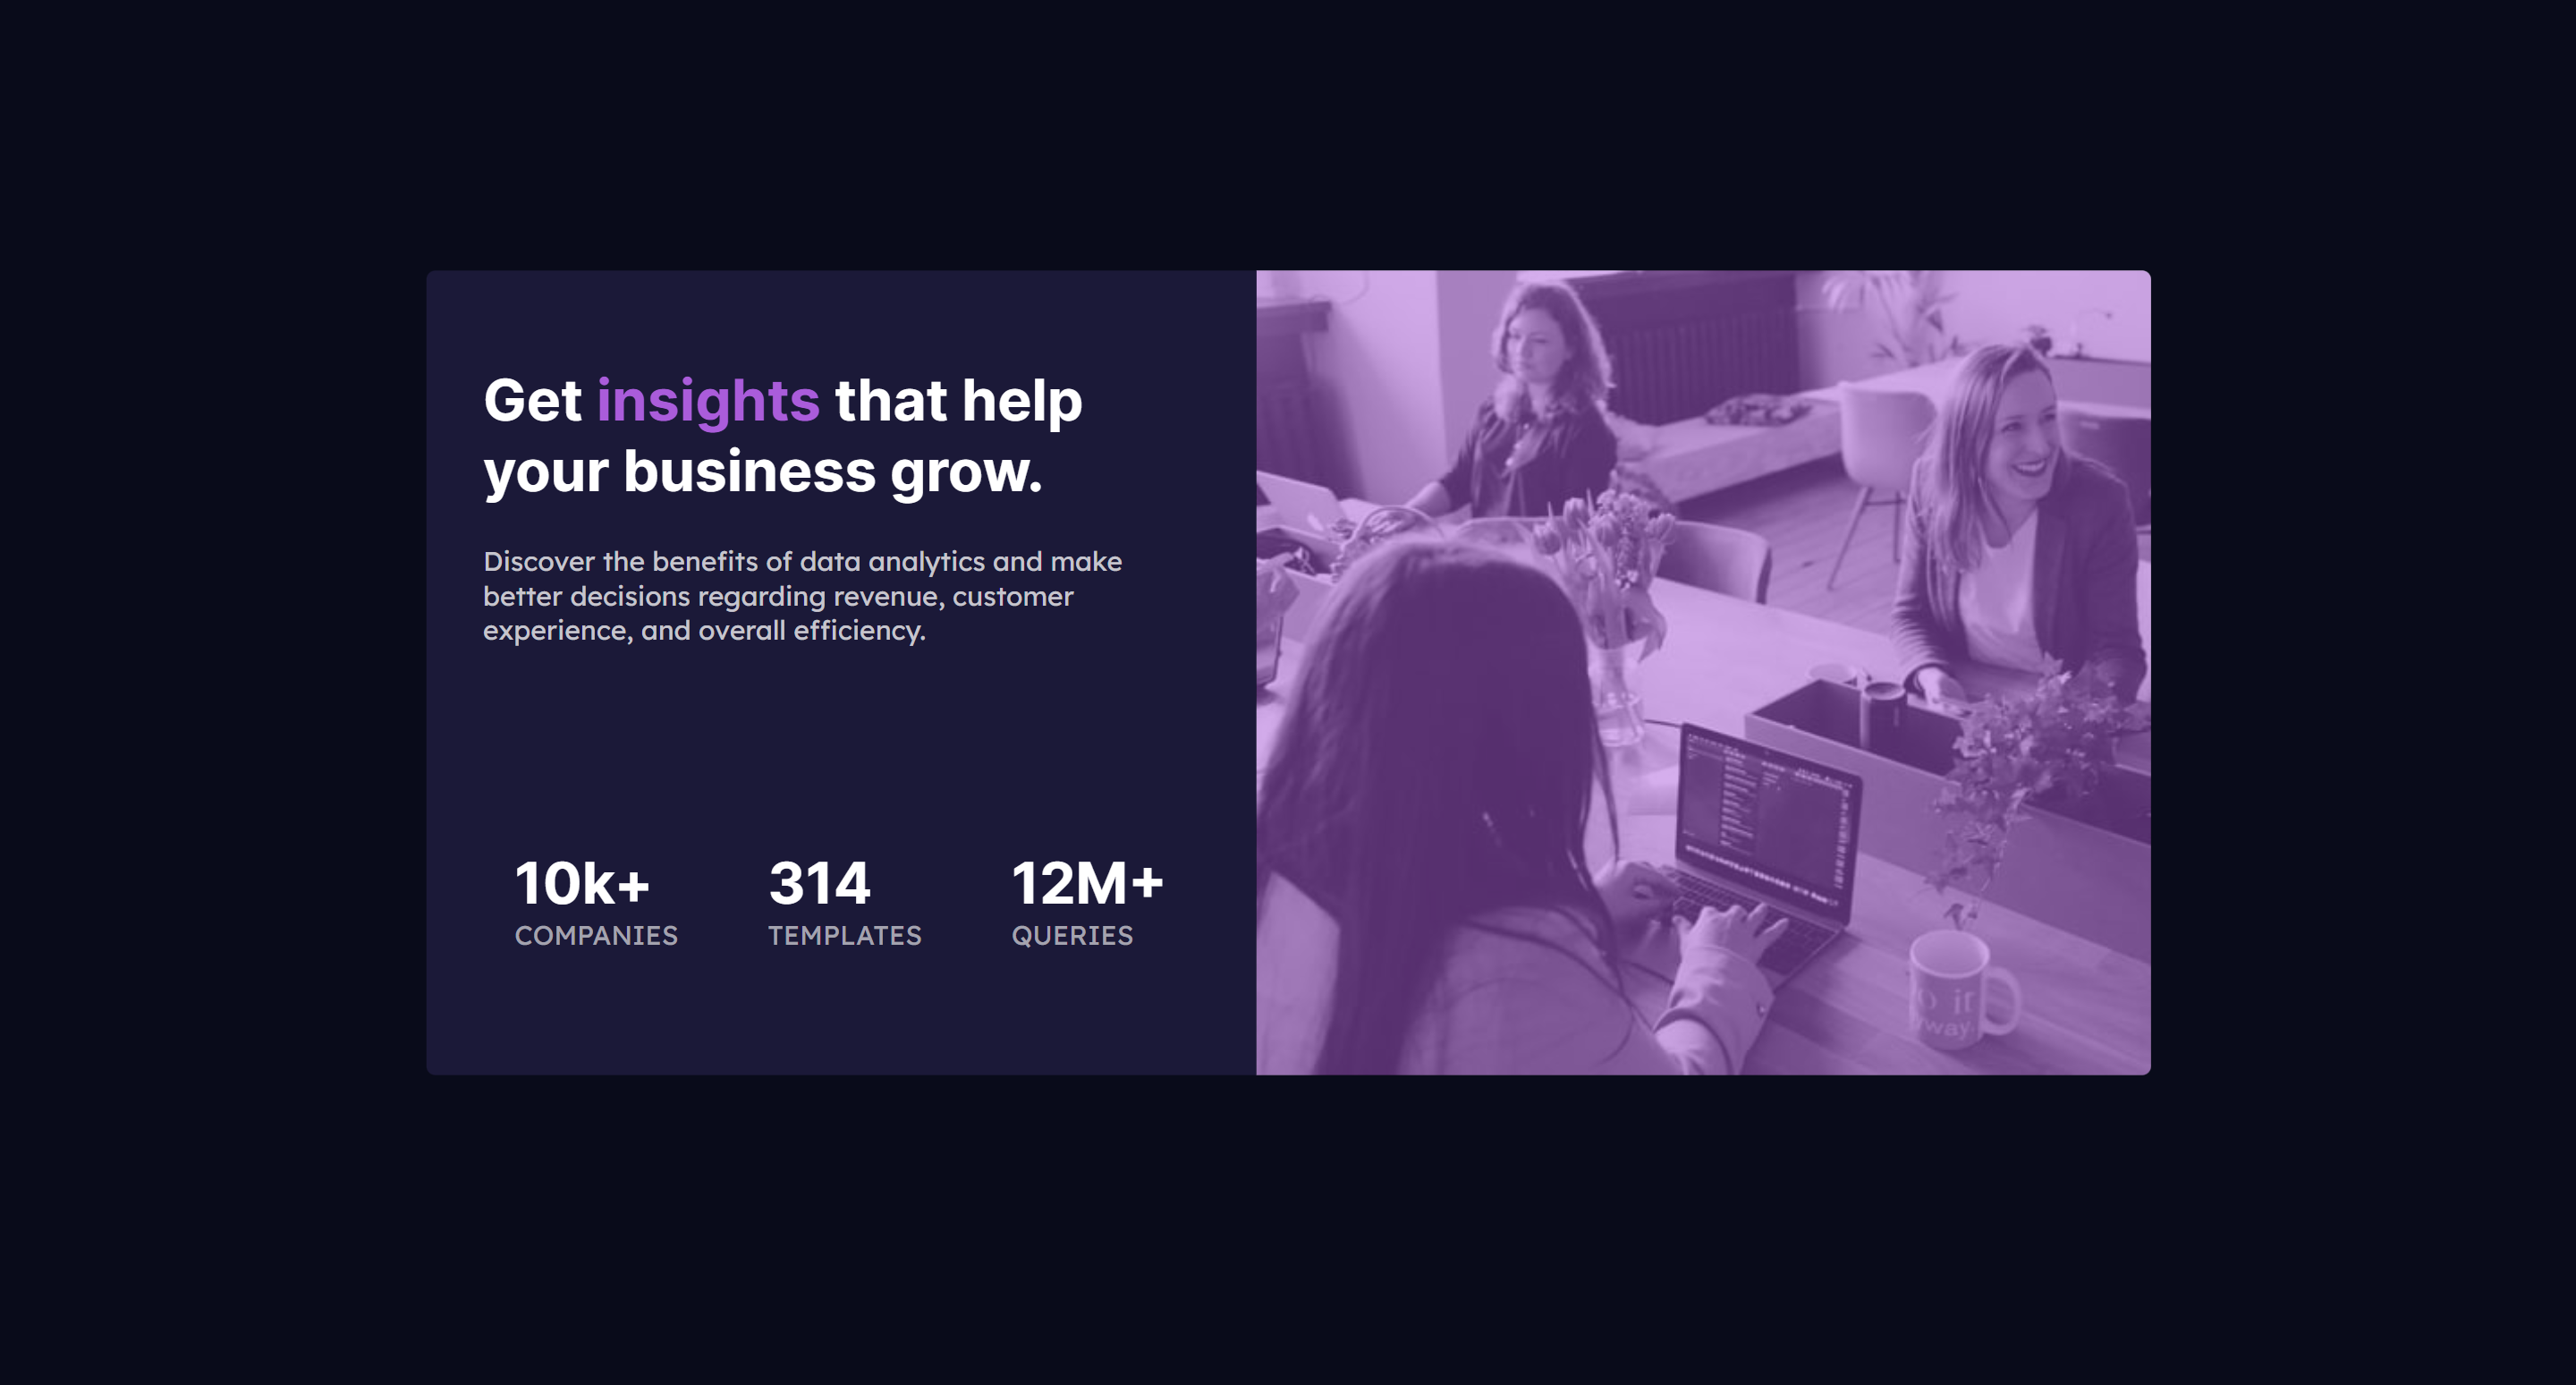 Get insights that help
your business grow.
Discover the benefits of data analytics and make
better decisions regarding revenue, customer
experience, and overall efficiency.
10k+ 314 12M+
COMPANIES TEMPLATES QUERIES